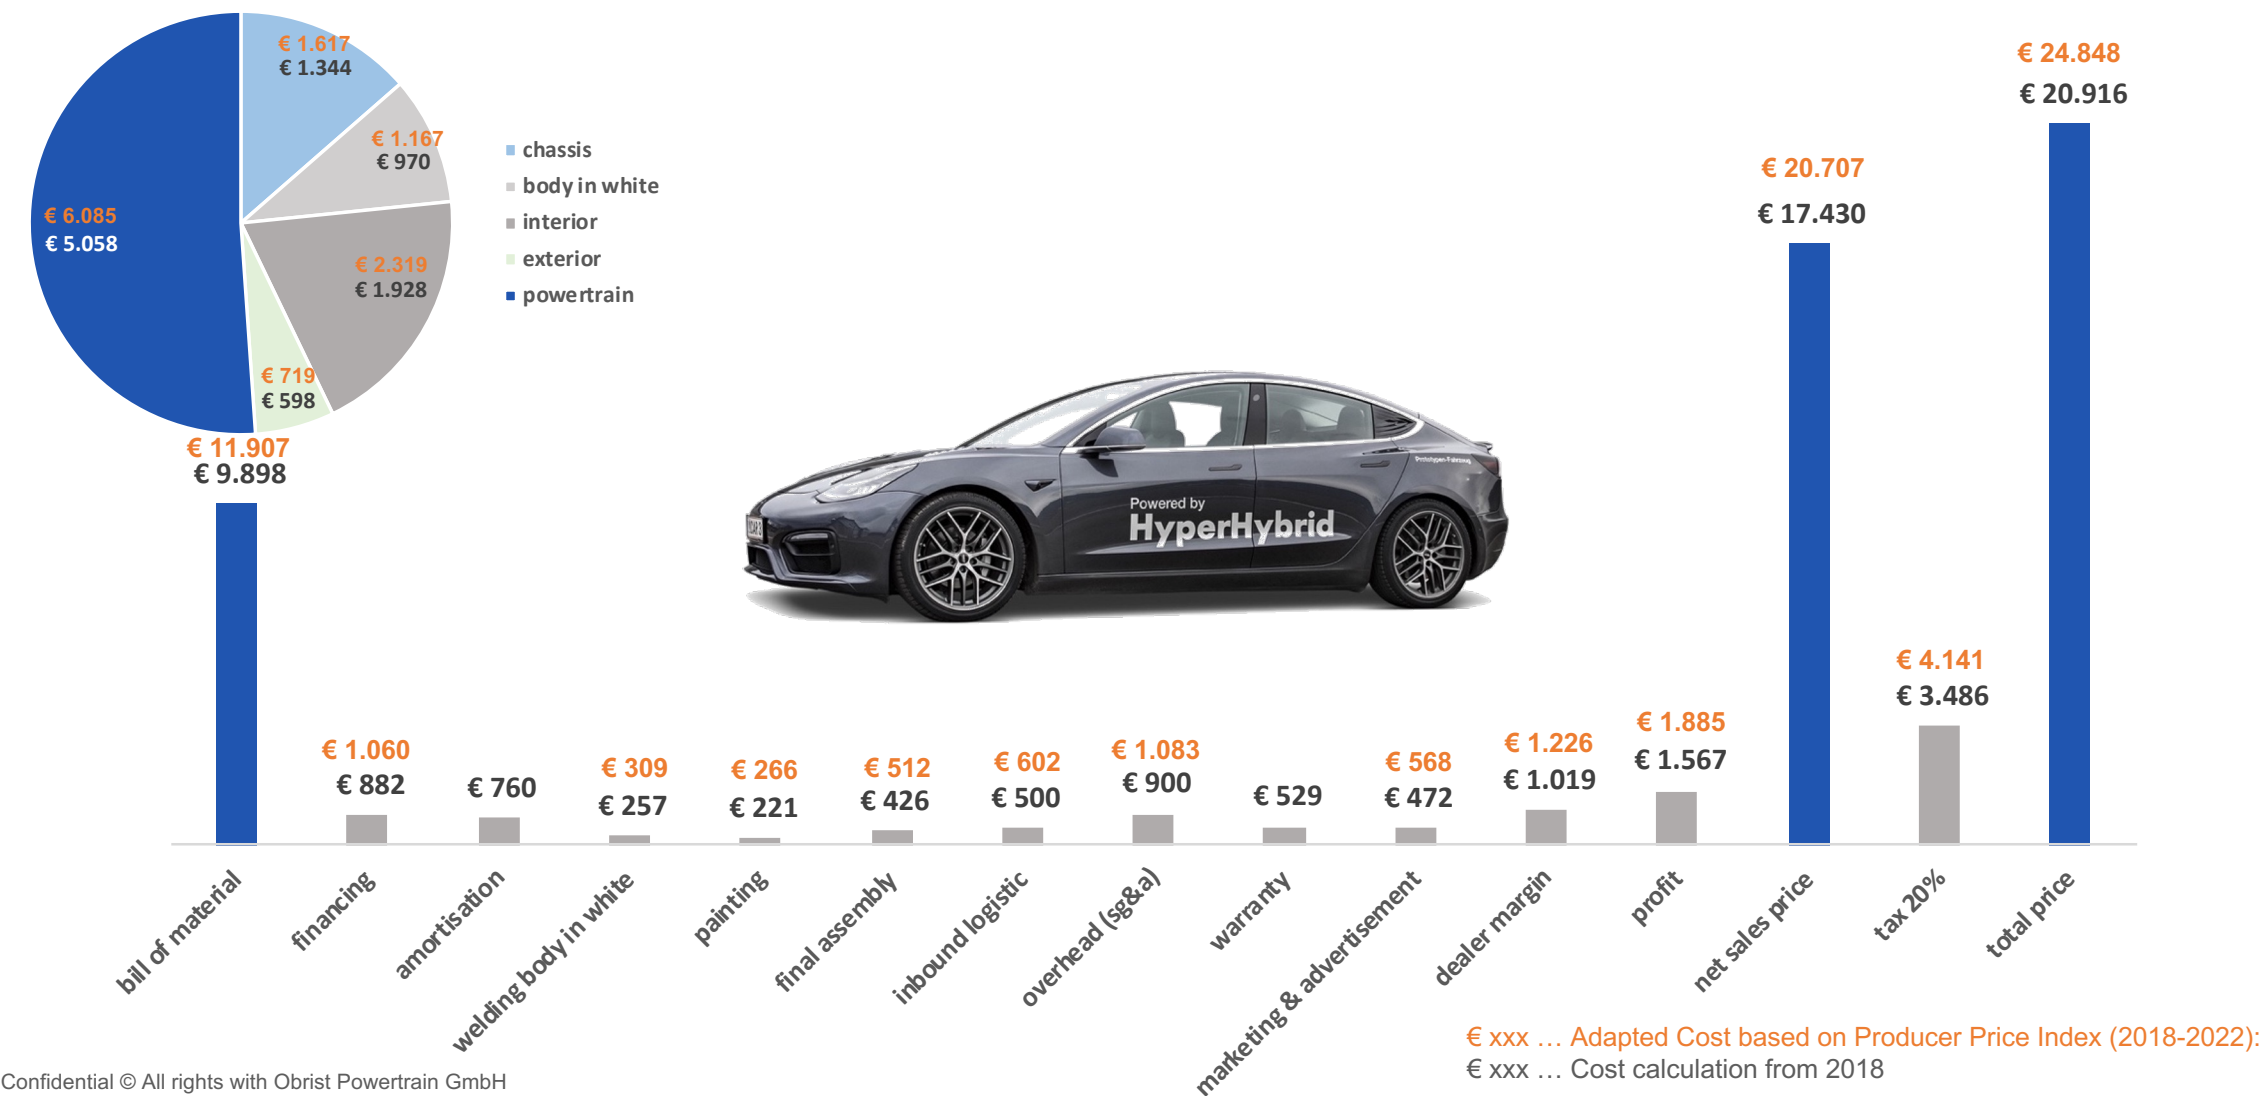 € 1.617
€ 1.344
€ 1.167
€ 970
€ 2.319
€ 1.928
€ 719
€ 598
€ 6.085
€ 5.058
chassis
body in white
interior
exterior
powertrain
€ 11.907
€ 9.898
€ 1.060
€ 882
€ 760
€ 309
€ 257
€ 266
€ 221
€ 512
€ 426
€ 602
€ 500
€ 1.083
€ 900
€ 529
€ 568
€ 472
€ 1.226
€ 1.019
€ 1.885
€ 1.567
€ 20.707
€ 17.430
€ 4.141
€ 3.486
€ 24.848
€ 20.916
Powered by
HyperHybrid
Prototypen-Fahrzeug
bill of material
financing
amortisation
welding body in white
painting
final assembly
inbound logistic
overhead (sg&a)
warranty
marketing & advertisement
dealer margin
profit
net sales price
tax 20%
total price
€ xxx … Adapted Cost based on Producer Price Index (2018-2022):
€ xxx … Cost calculation from 2018
Confidential © All rights with Obrist Powertrain GmbH